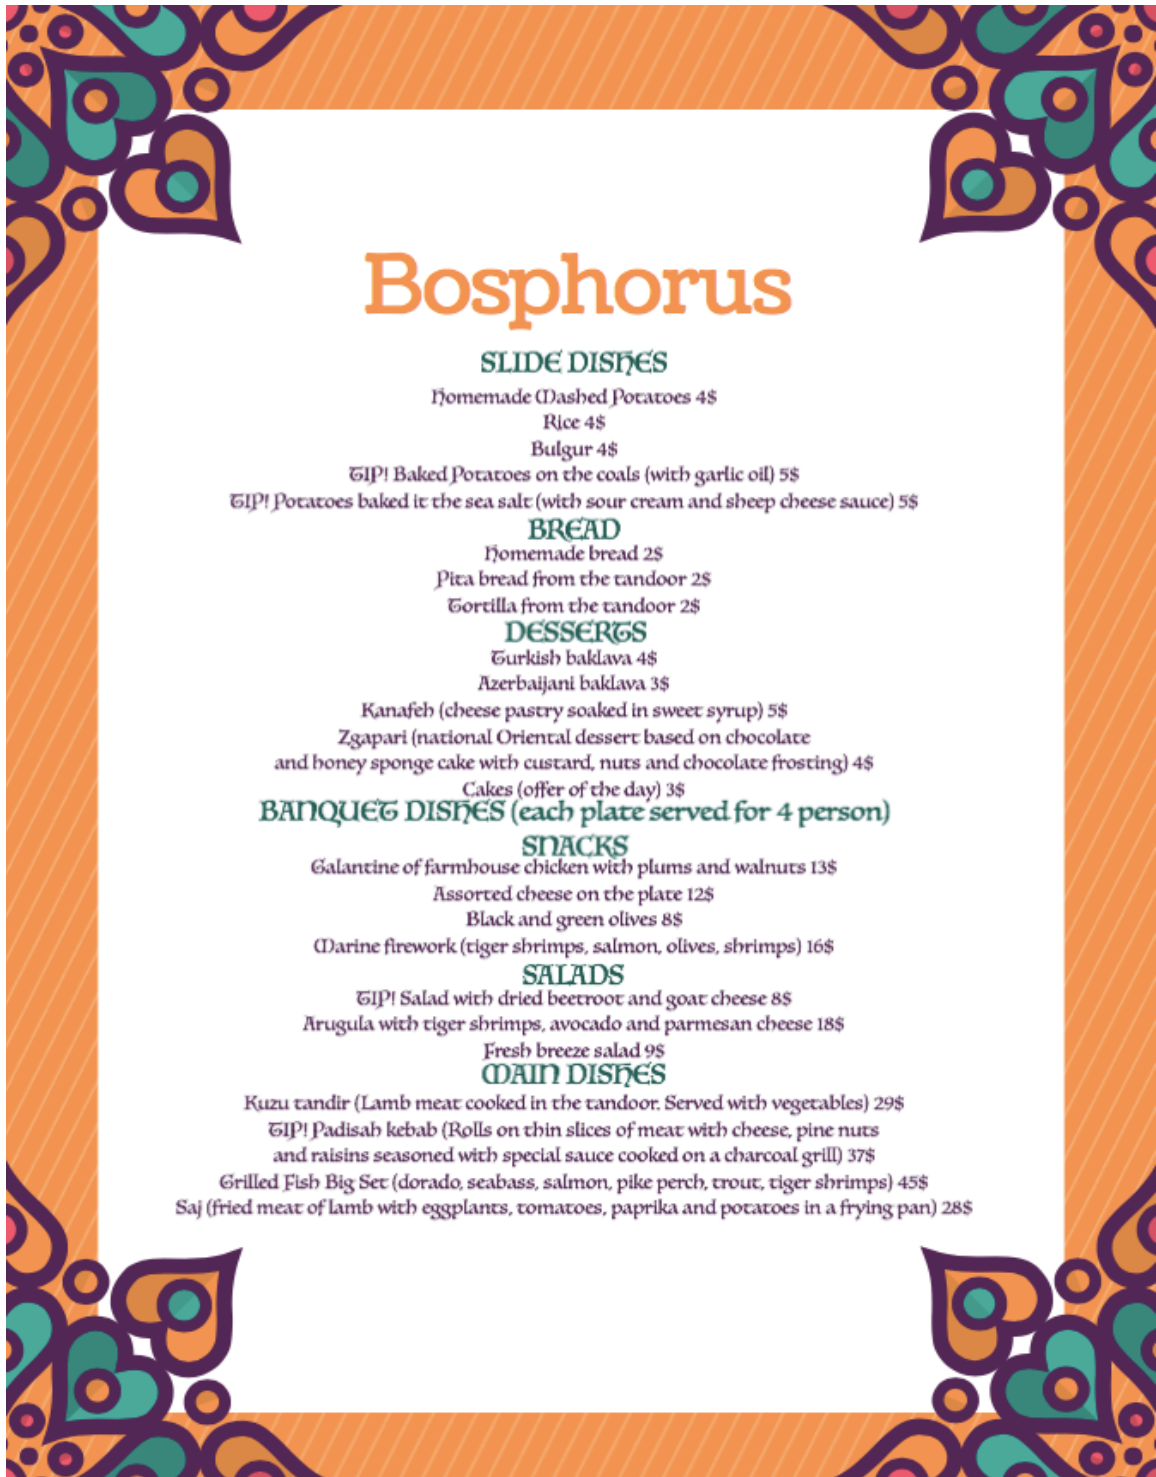 Bosphorus
SLIDE DISHES
Homemade Mashed Potatoes 4$
Rice 4$
Bulgur 4$
TIP! Baked Potatoes on the coals (with garlic oil) 5$
TIP! Potatoes baked it the sea salt (with sour cream and sheep cheese sauce) 5$
BREAD
Homemade bread 2$
Pita bread from the tandoor 2$
Tortilla from the tandoor 2$
DESSERTS
Turkish baklava 4$
Azerbaijani baklava 3$
Kanafeh (cheese pastry soaked in sweet syrup) 5$
Zgapari (national Oriental dessert based on chocolate
and honey sponge cake with custard, nuts and chocolate frosting) 4$
Cakes (offer of the day) 3$
BANQUET DISHES (each plate served for 4 person)
SNACKS
Galantine of farmhouse chicken with plums and walnuts 13$
Assorted cheese on the plate 12$
Black and green olives 8$
Marine firework (tiger shrimps, salmon, olives, shrimps) 16$
SALADS
TIP! Salad with dried beetroot and goat cheese 8$
Arugula with tiger shrimps, avocado and parmesan cheese 18$
Fresh breeze salad 9$
MAIN DISHES
Kuzu tandir (Lamb meat cooked in the tandoor. Served with vegetables) 29$
TIP! Padisah kebab (Rolls on thin slices of meat with cheese, pine nuts
and raisins seasoned with special sauce cooked on a charcoal grill) 37$
Grilled Fish Big Set (dorado, seabass, salmon, pike perch, trout, tiger shrimps) 45$
Saj (fried meat of lamb with eggplants, tomatoes, paprika and potatoes in a frying pan) 28$